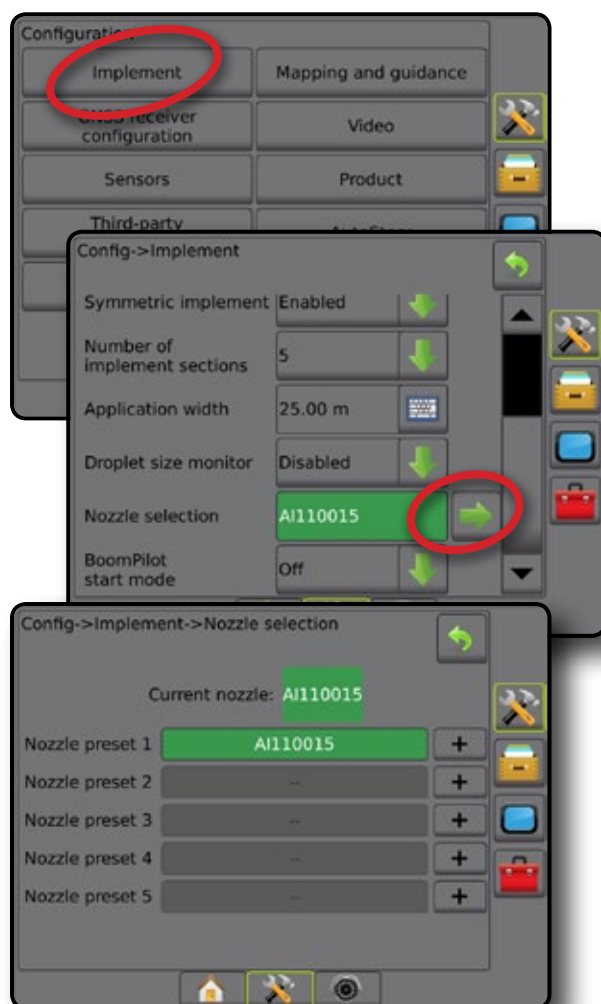 Configuration
Implement Mapping and guidance
GNSS receiver
configuration Video
Sensors Product
Third-party
Config->Implement
Symmetric implement Enabled
Number of
implement sections 5
Application width 25.00 m
Droplet size monitor Disabled
Nozzle selection AI110015
BoomPilot
start mode Off
Config->Implement->Nozzle selection
Current nozzle: AI110015
Nozzle preset 1 AI110015 +
Nozzle preset 2 -- +
Nozzle preset 3 -- +
Nozzle preset 4 -- +
Nozzle preset 5 -- +